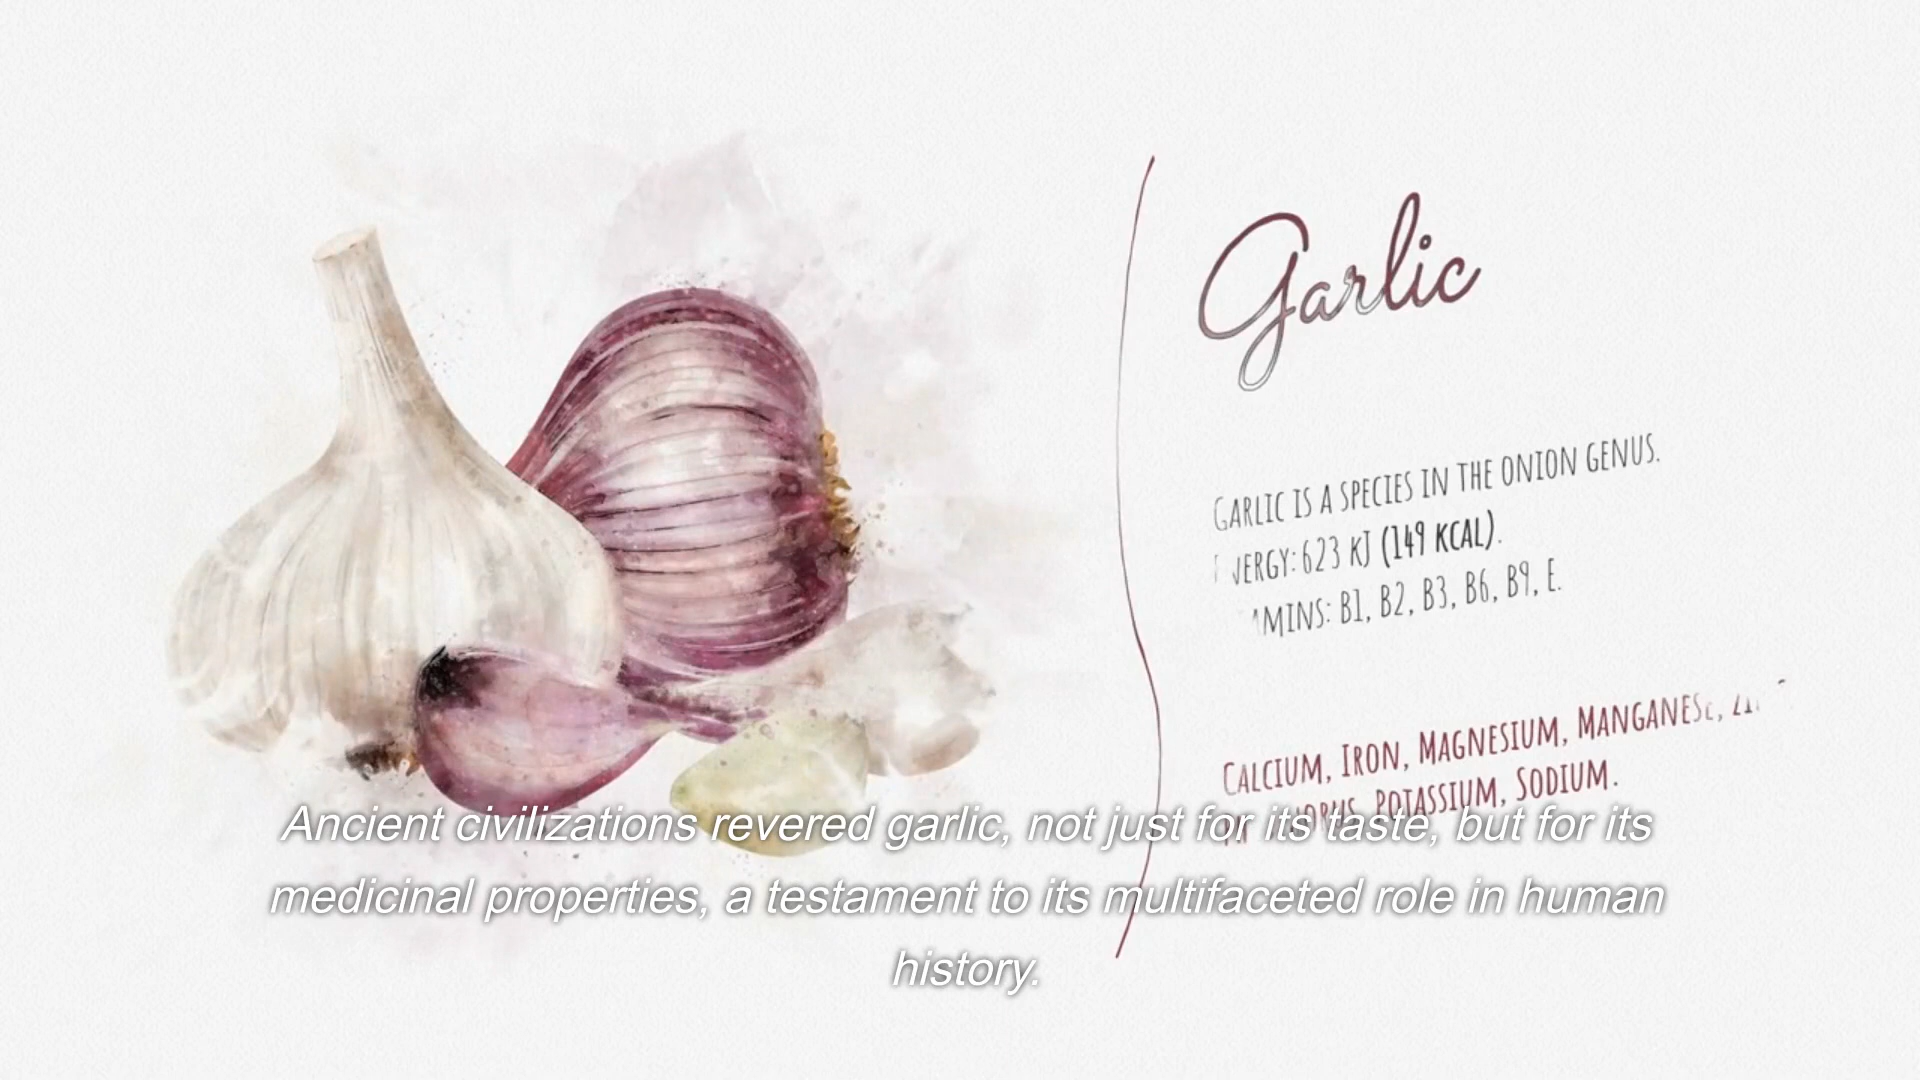 Garlic
GARLIC IS A SPECIES IN THE ONION GENUS.
623 KJ (149 KCAL).
B1, B2, B3, B6, B9, E.
CALCIUM, IRON, MAGNESIUM, MANGANESE,
POTASSIUM, SODIUM.
Ancient civilizations revered garlic, not just for its taste, but for its
medicinal properties, a testament to its multifaceted role in human
history.